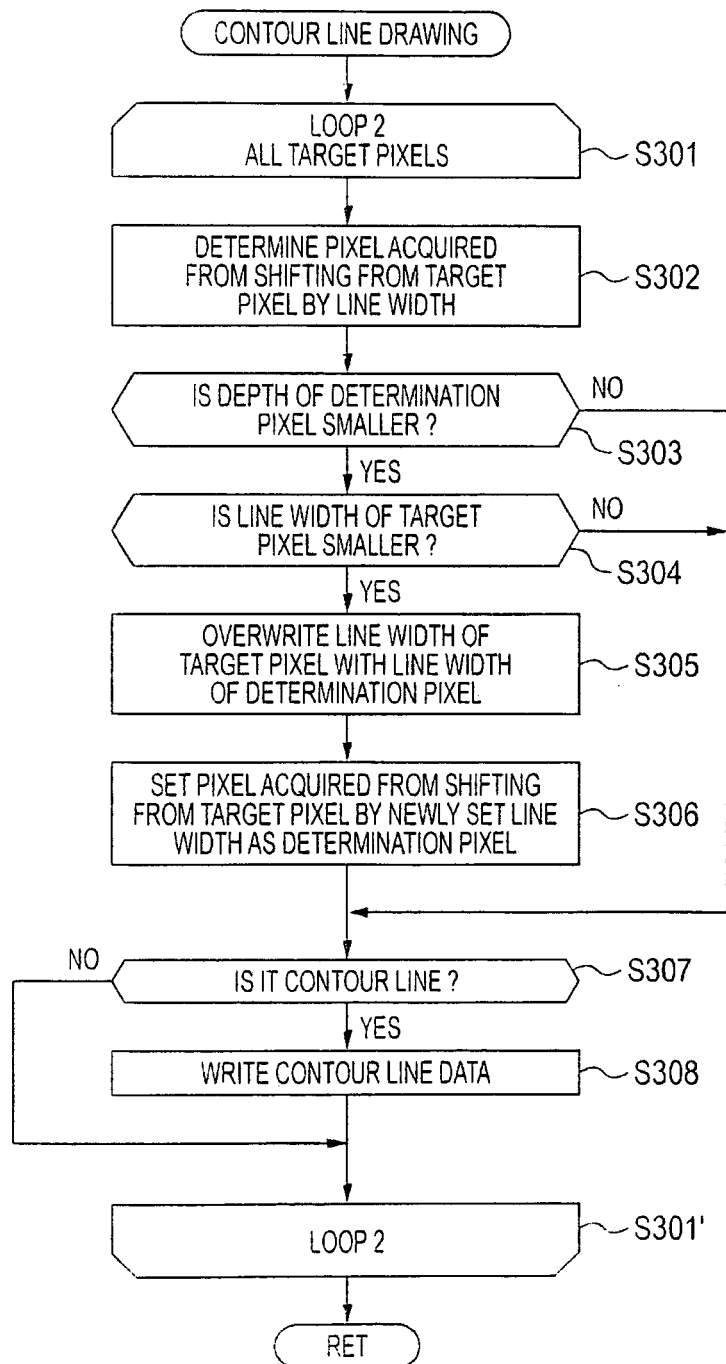 CONTOUR LINE DRAWING
LOOP 2
ALL TARGET PIXELS
S301
DETERMINE PIXEL ACQUIRED
FROM SHIFTING FROM TARGET
PIXEL BY LINE WIDTH
S302
IS DEPTH OF DETERMINATION
PIXEL SMALLER ?
NO
S303
YES
IS LINE WIDTH OF TARGET
PIXEL SMALLER ?
NO
S304
YES
OVERWRITE LINE WIDTH OF
TARGET PIXEL WITH LINE WIDTH
OF DETERMINATION PIXEL
S305
SET PIXEL ACQUIRED FROM SHIFTING
FROM TARGET PIXEL BY NEWLY SET LINE
WIDTH AS DETERMINATION PIXEL
S306
NO
IS IT CONTOUR LINE ?
S307
YES
WRITE CONTOUR LINE DATA
S308
LOOP 2
S301'
RET